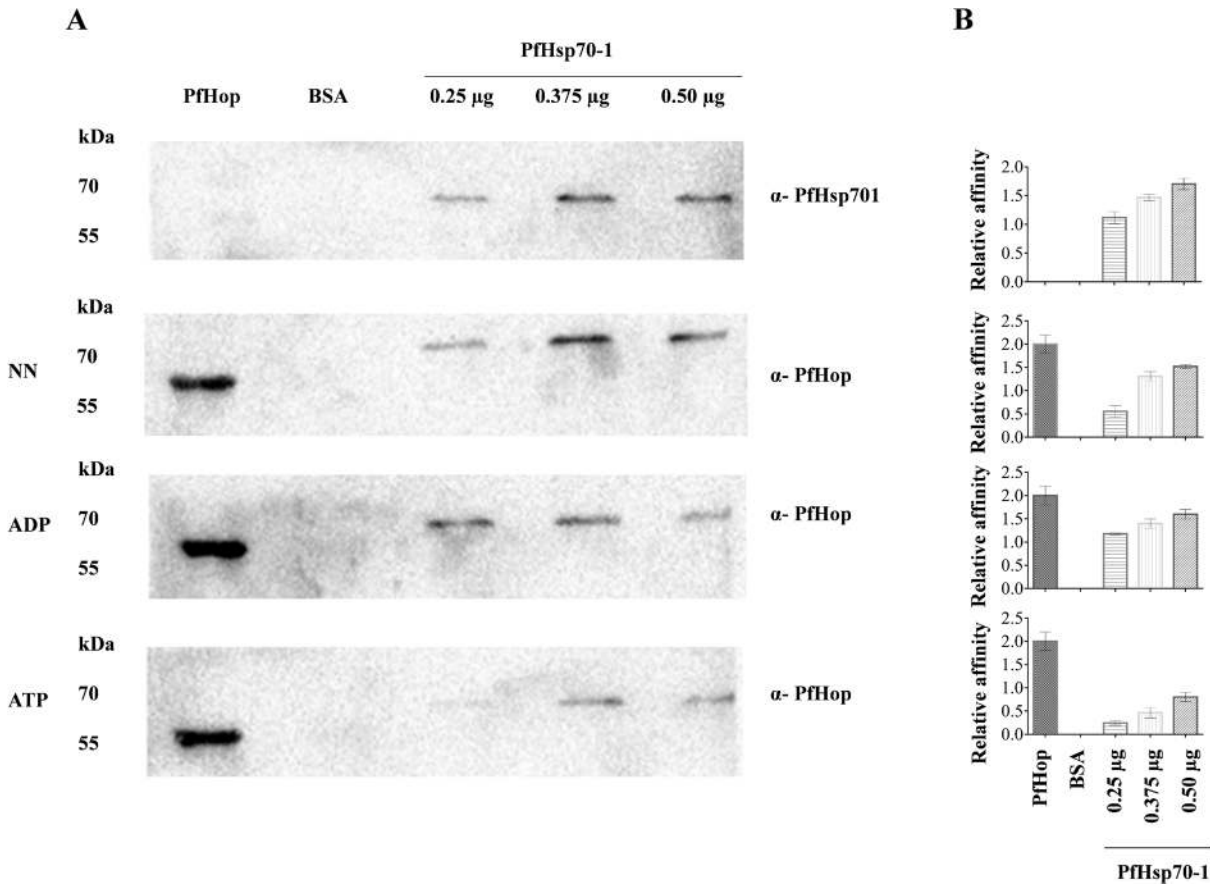 A
B
PfHsp70-1
PfHop BSA 0.25 µg 0.375 µg 0.50 µg
kDa
70
55
α- PfHsp701
Relative affinity
2.0
1.5
1.0
0.5
0.0
NN
kDa
70
55
α- PfHop
Relative affinity
2.5
2.0
1.5
1.0
0.5
0.0
ADP
kDa
70
55
α- PfHop
Relative affinity
2.5
2.0
1.5
1.0
0.5
0.0
ATP
kDa
70
55
α- PfHop
Relative affinity
2.5
2.0
1.5
1.0
0.5
0.0
PfHop
BSA
0.25 µg
0.375 µg
0.50 µg
PfHsp70-1